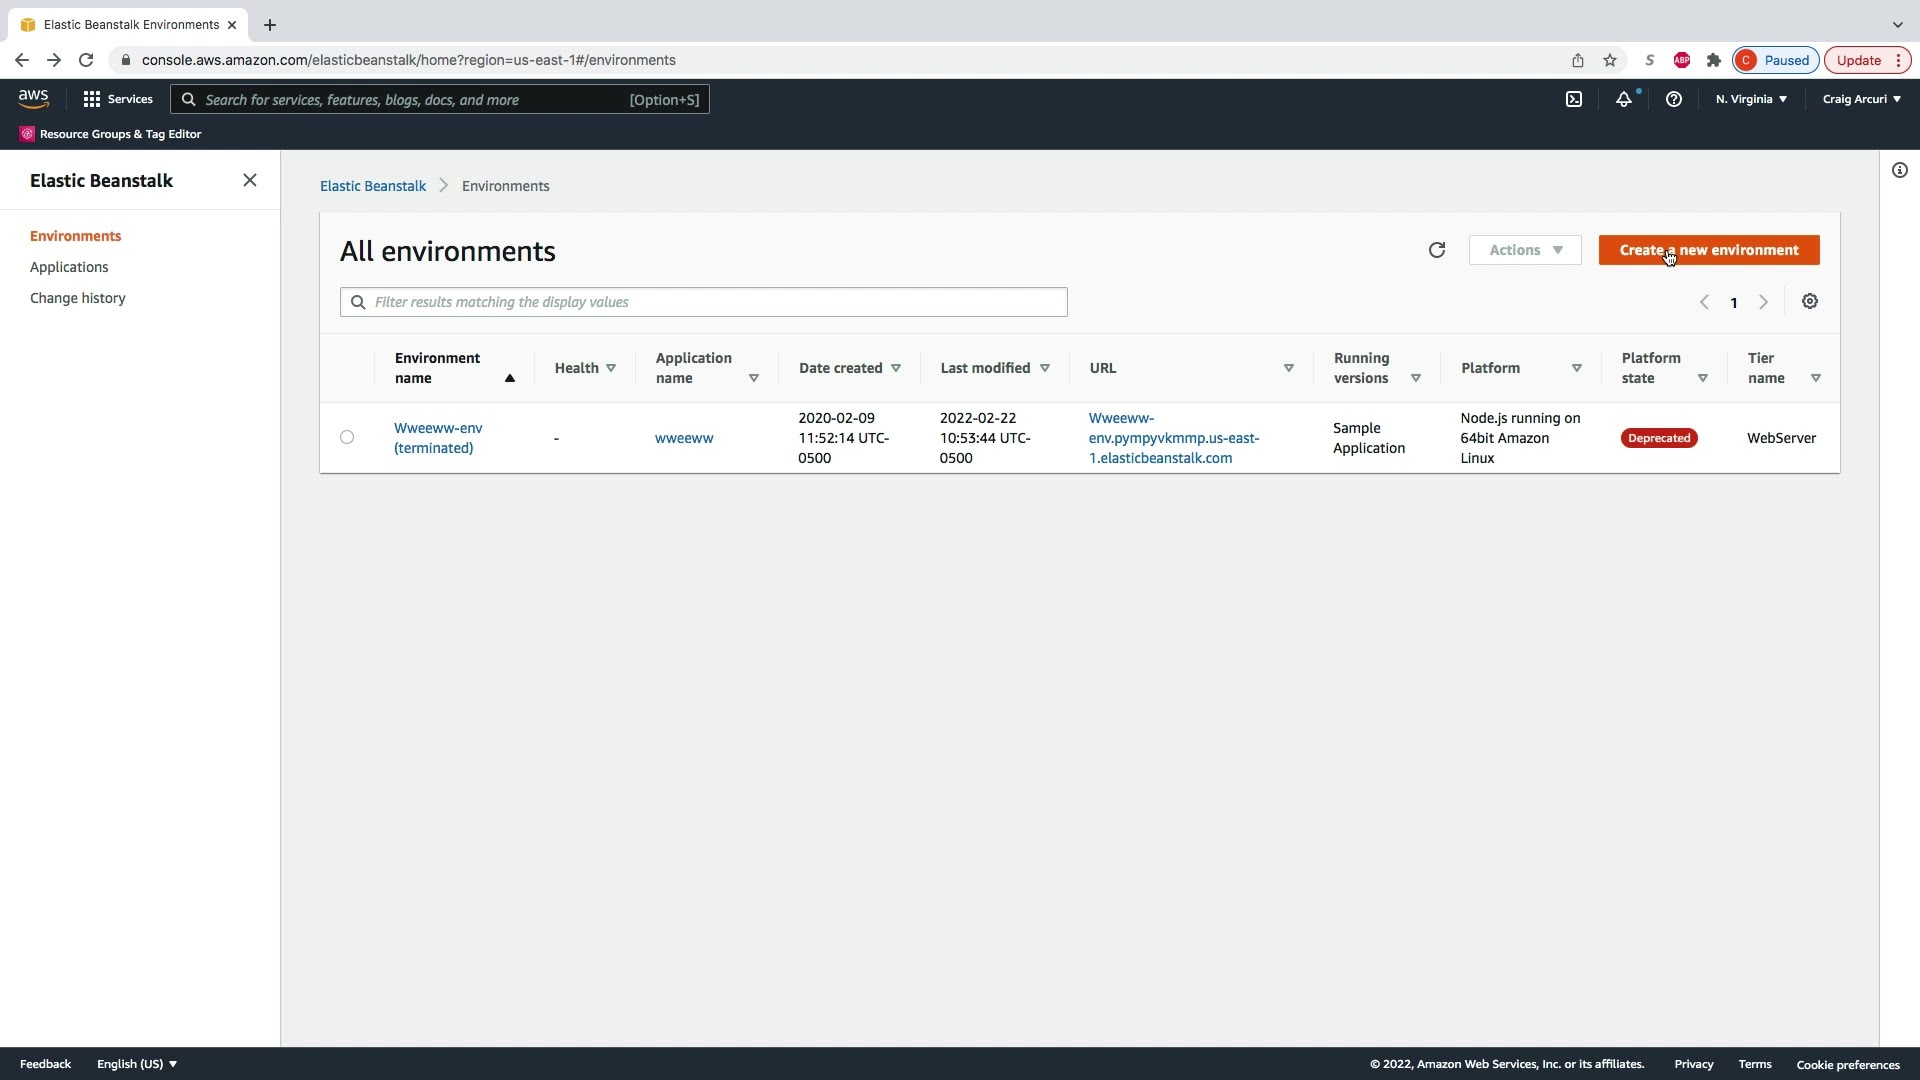 Elastic Beanstalk Environments
console.aws.amazon.com/elasticbeanstalk/home?region=us-east-1#/environments
S
ABP
C Paused
Update
aws
Services
Search for services, features, blogs, docs, and more [Option+S]
N. Virginia
Craig Arcuri
Resource Groups & Tag Editor
Elastic Beanstalk
Environments
Applications
Change history
Elastic Beanstalk Environments
All environments
Actions
Create a new environment
Filter results matching the display values
1
Environment name
Health
Application name
Date created
Last modified
URL
Running versions
Platform
Platform state
Tier name
Wweeww-env
(terminated)
-
wweeww
2020-02-09
11:52:14 UTC-
0500
2022-02-22
10:53:44 UTC-
0500
Wweeww-
env.pympyvkmmp.us-east-
1.elasticbeanstalk.com
Sample
Application
Node.js running on
64bit Amazon
Linux
Deprecated
WebServer
Feedback
English (US)
© 2022, Amazon Web Services, Inc. or its affiliates.
Privacy
Terms
Cookie preferences